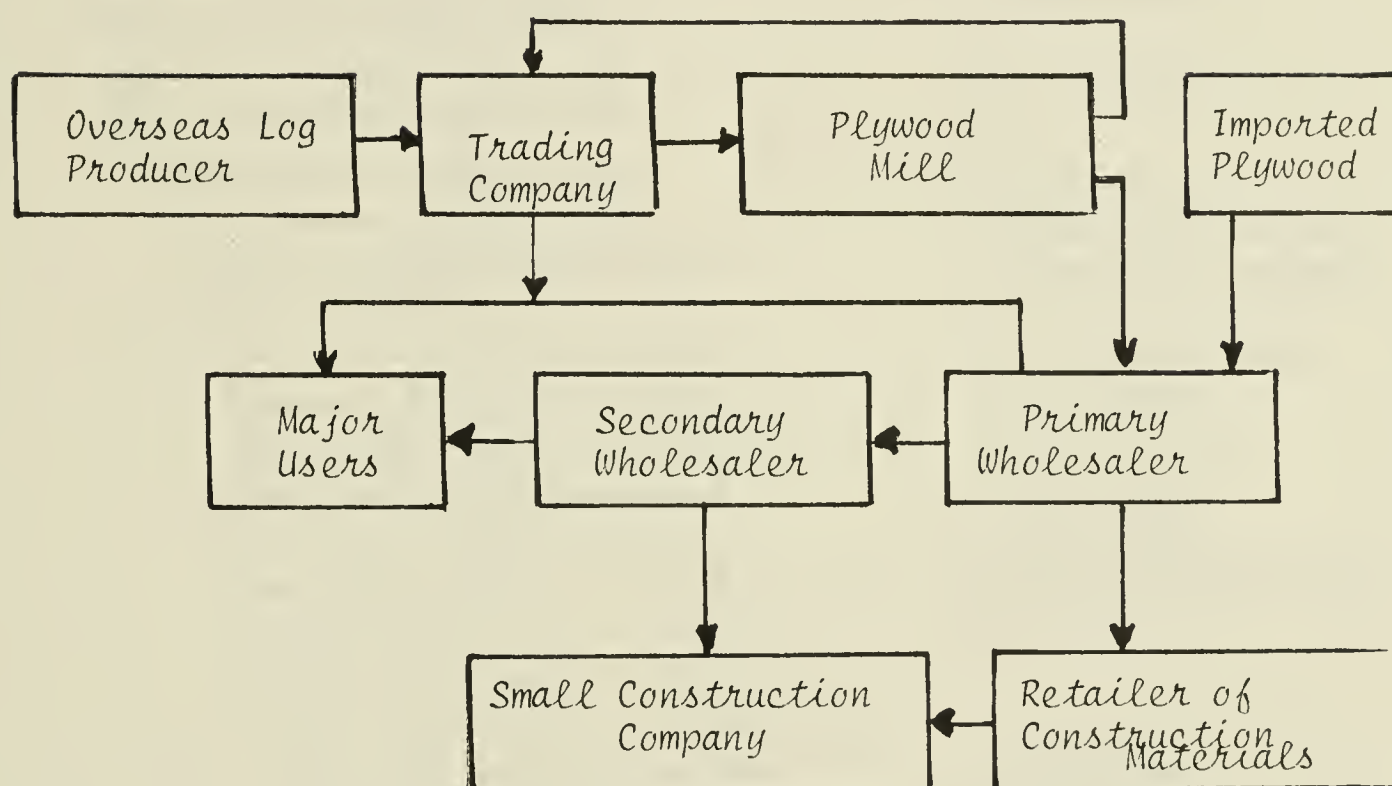 Overseas Log
Producer
Trading
Company
Plywood
Mill
Imported
Plywood
Major
Users
Secondary
Wholesaler
Primary
Wholesaler
Small Construction
Company
Retailer of
Construction
Materials